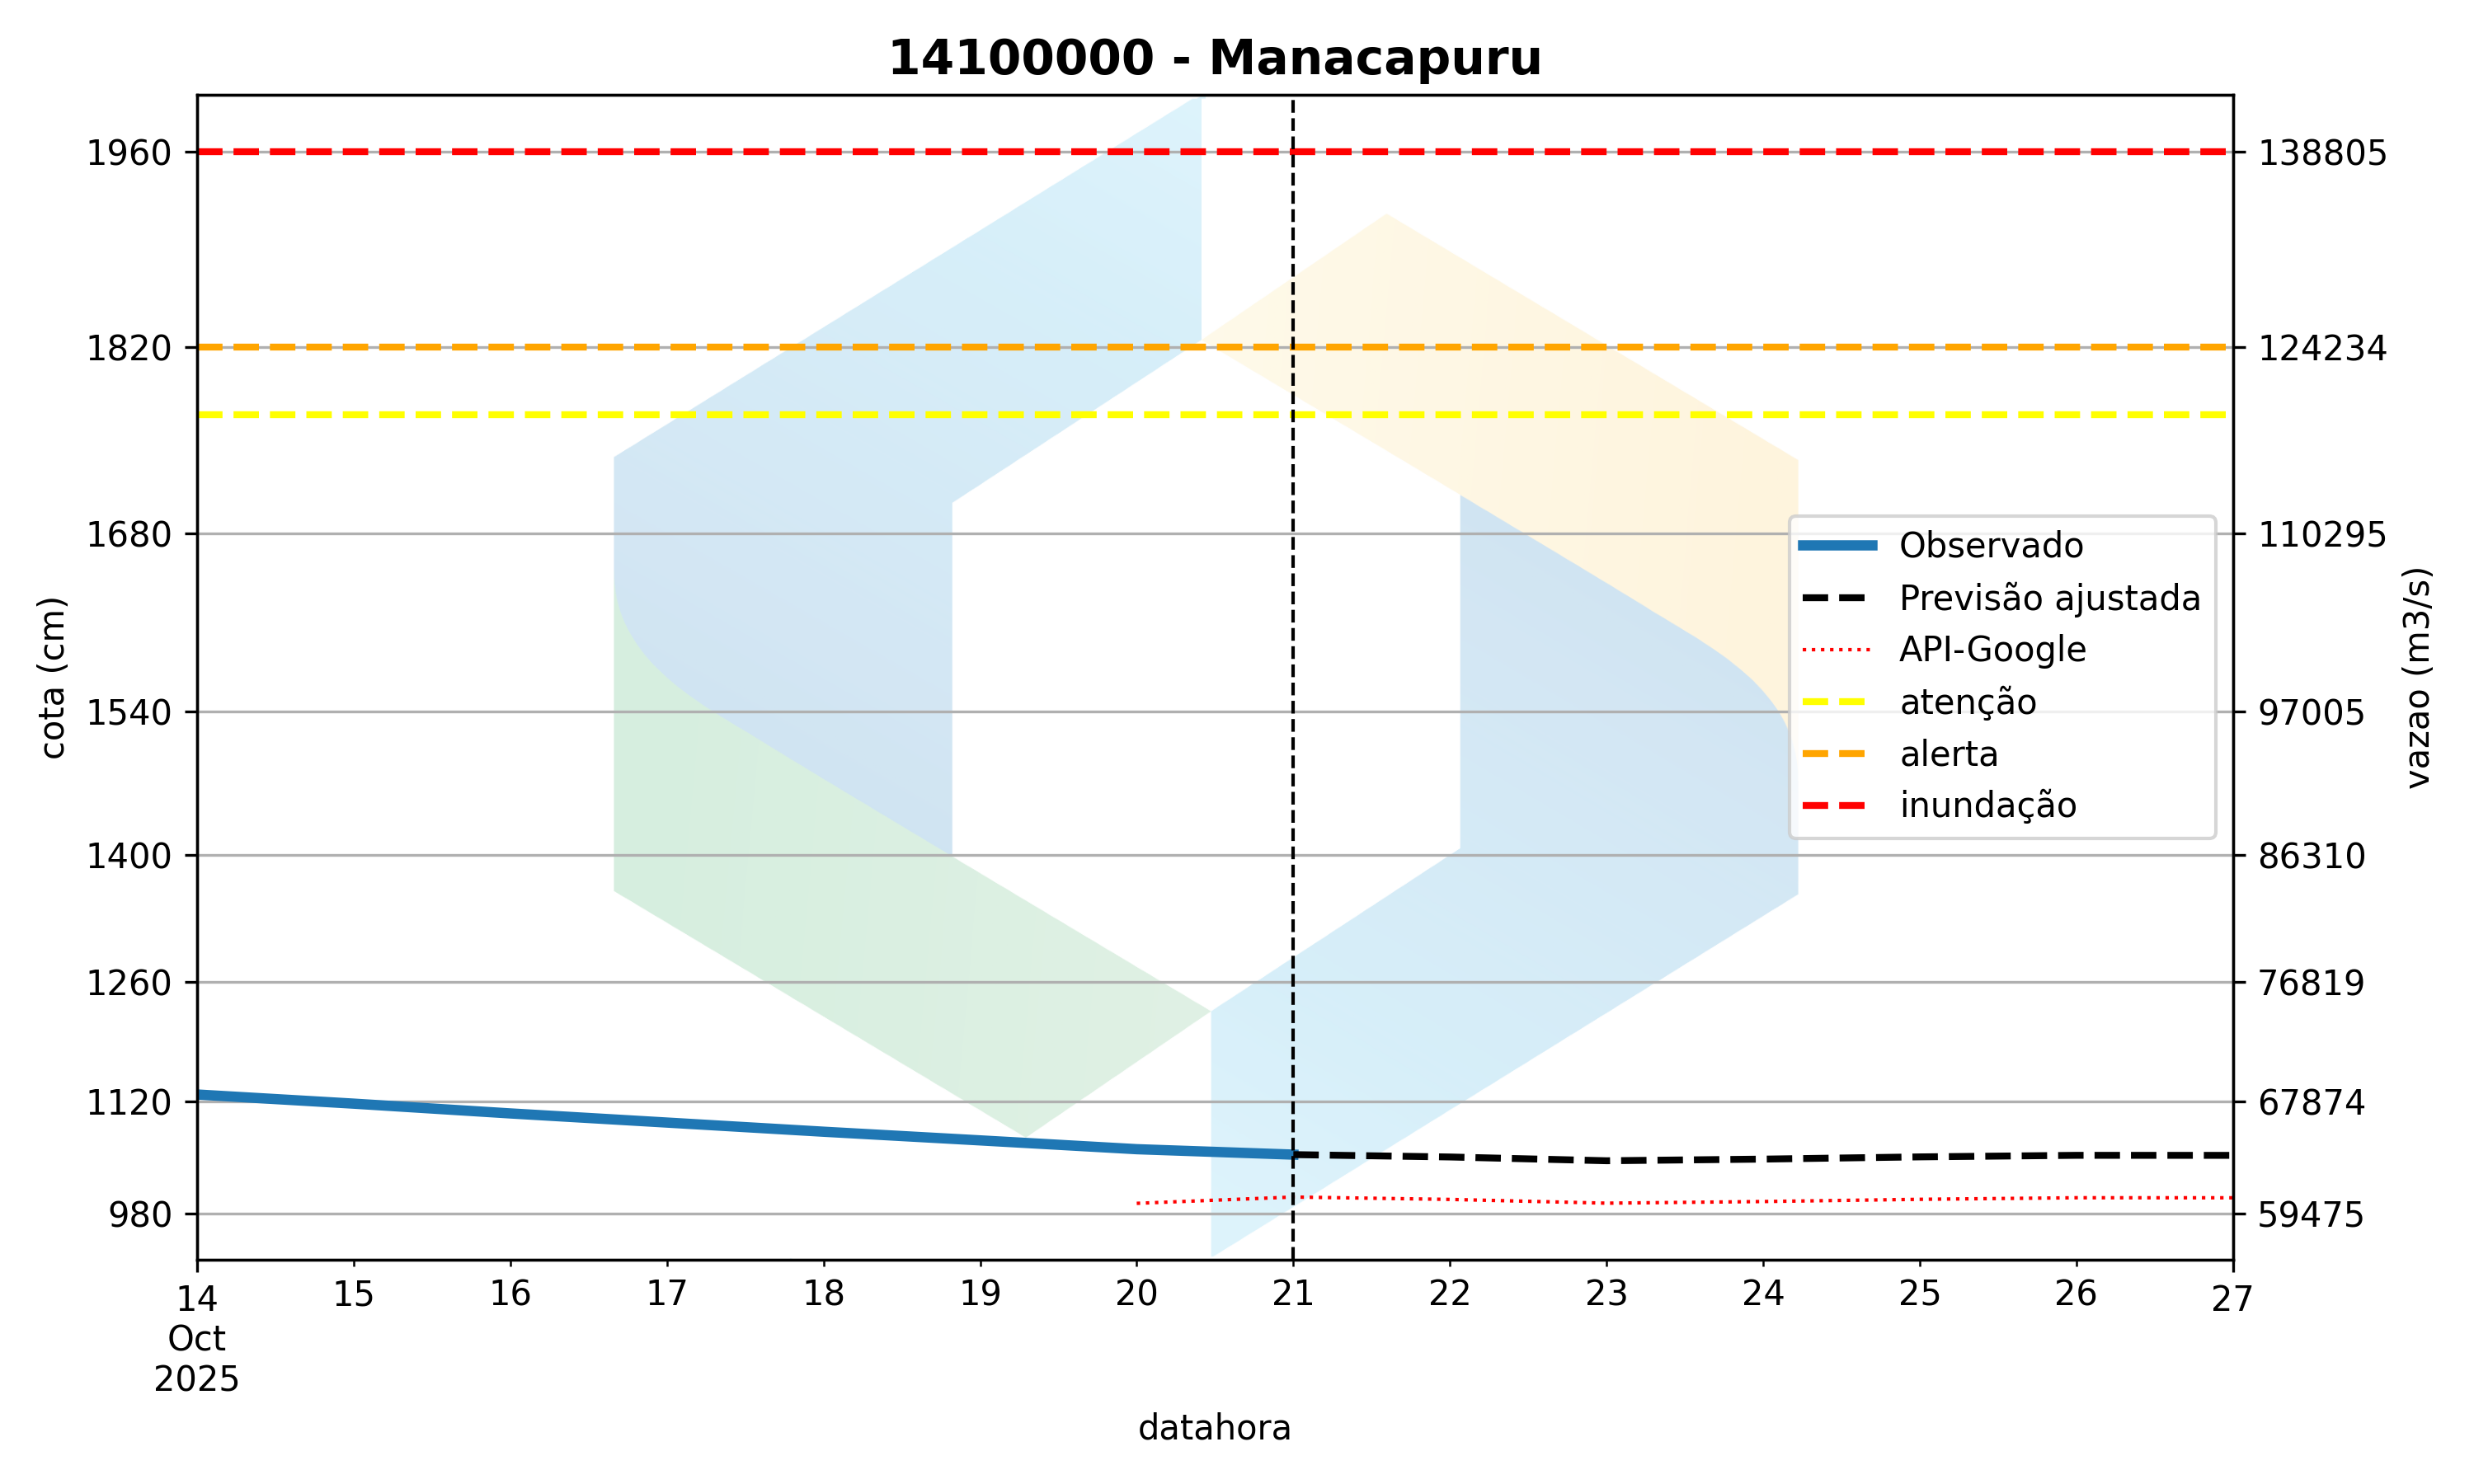 14100000 - Manacapuru
1960
1820
1680
1540
1400
1260
1120
980
cota (cm)
138805
124234
110295
97005
86310
76819
67874
59475
vazao (m3/s)
Observado
Previsão ajustada
API-Google
atenção
alerta
inundação
14 15 16 17 18 19 20 21 22 23 24 25 26 27
Oct
2025
datahora